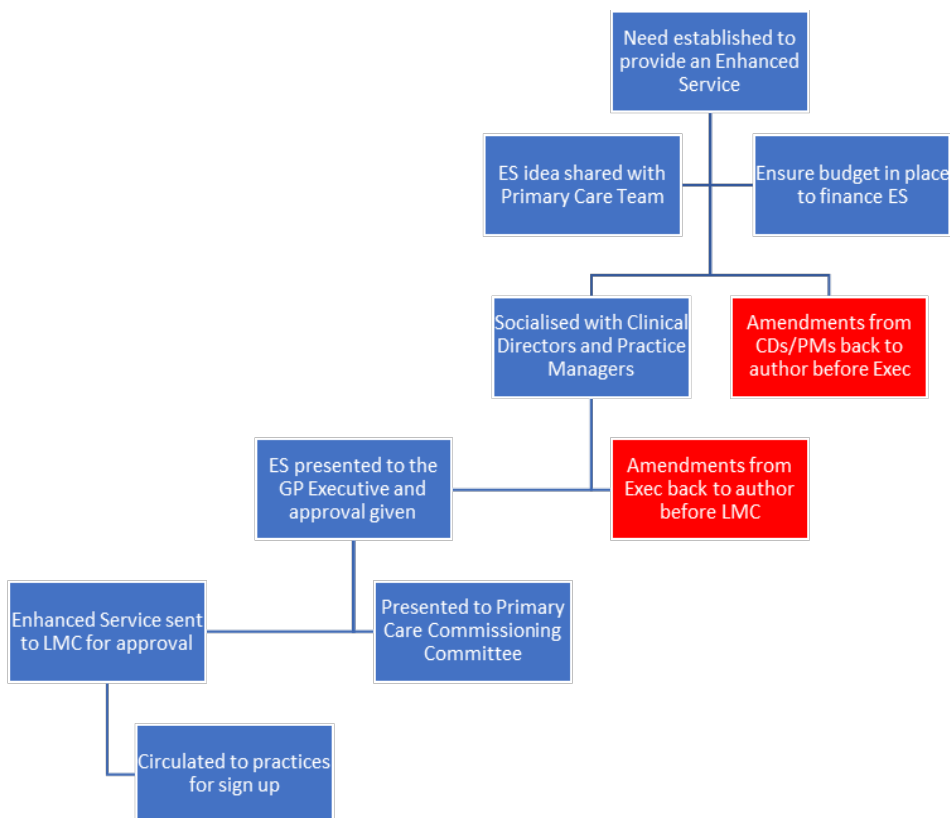 Need established to
provide an Enhanced
Service
ES idea shared with
Primary Care Team
Ensure budget in place
to finance ES
Socialised with Clinical
Directors and Practice
Managers
Amendments from
CDs/PMs back to
author before Exec
ES presented to the
GP Executive and
approval given
Amendments from
Exec back to author
before LMC
Enhanced Service sent
to LMC for approval
Presented to Primary
Care Commissioning
Committee
Circulated to practices
for sign up